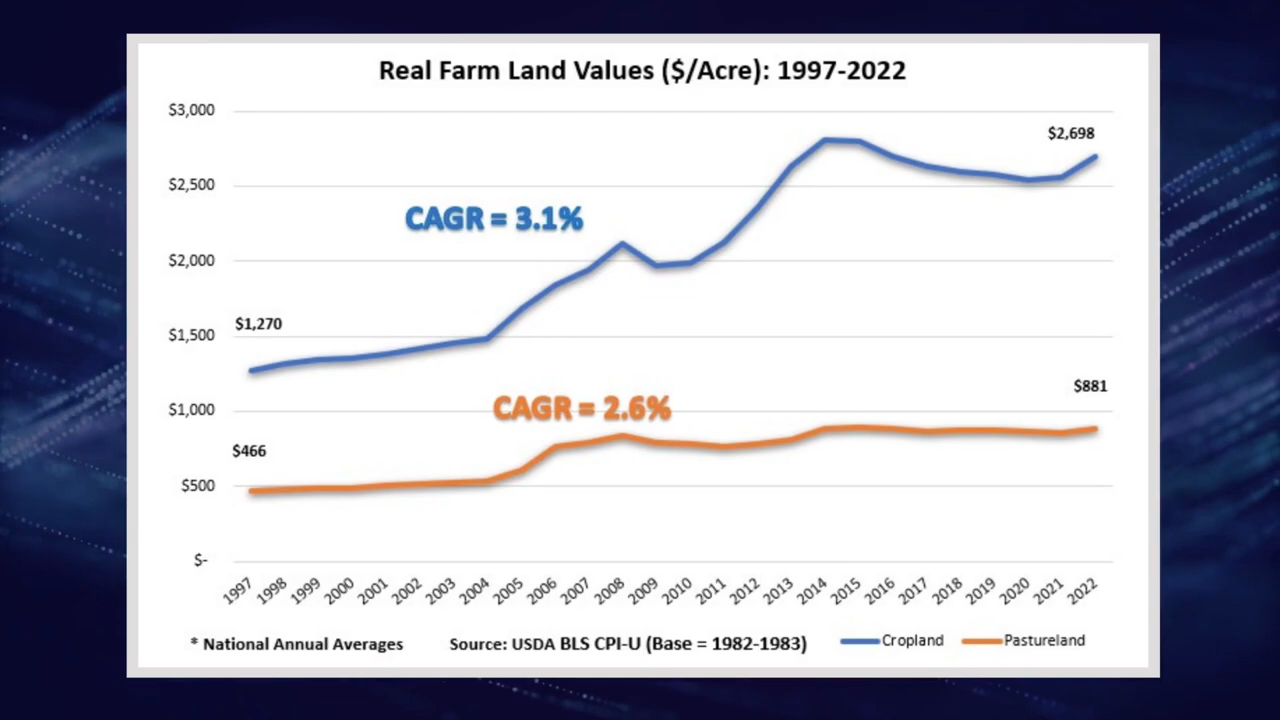 Real Farm Land Values ($/Acre): 1997-2022
$3,000
$2,698
$2,500
CAGR = 3.1%
$2,000
$1,270
$1,500
$881
$1,000
CAGR = 2.6%
$466
$500
$-
1997 1998 1999 2000 2001 2002 2003 2004 2005 2006 2007 2008 2009 2010 2011 2012 2013 2014 2015 2016 2017 2018 2019 2020 2021 2022
* National Annual Averages Source: USDA BLS CPI-U (Base = 1982-1983) Cropland Pastureland